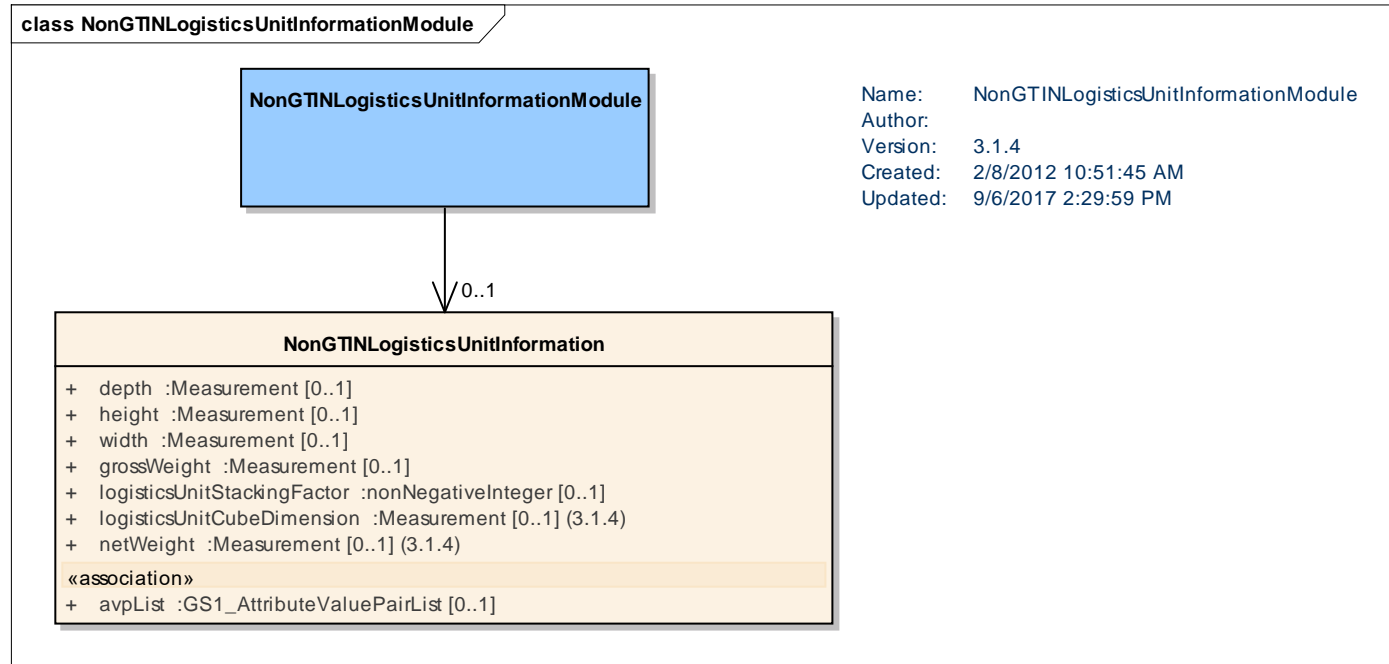 class NonGTINLogisticsUnitInformationModule
NonGTINLogisticsUnitInformationModule
Name: NonGTINLogisticsUnitInformationModule
Author:
Version: 3.1.4
Created: 2/8/2012 10:51:45 AM
Updated: 9/6/2017 2:29:59 PM
0..1
NonGTINLogisticsUnitInformation
+ depth :Measurement [0..1]
+ height :Measurement [0..1]
+ width :Measurement [0..1]
+ grossWeight :Measurement [0..1]
+ logisticsUnitStackingFactor :nonNegativeInteger [0..1]
+ logisticsUnitCubeDimension :Measurement [0..1] (3.1.4)
+ netWeight :Measurement [0..1] (3.1.4)
«association»
+ avpList :GS1_AttributeValuePairList [0..1]